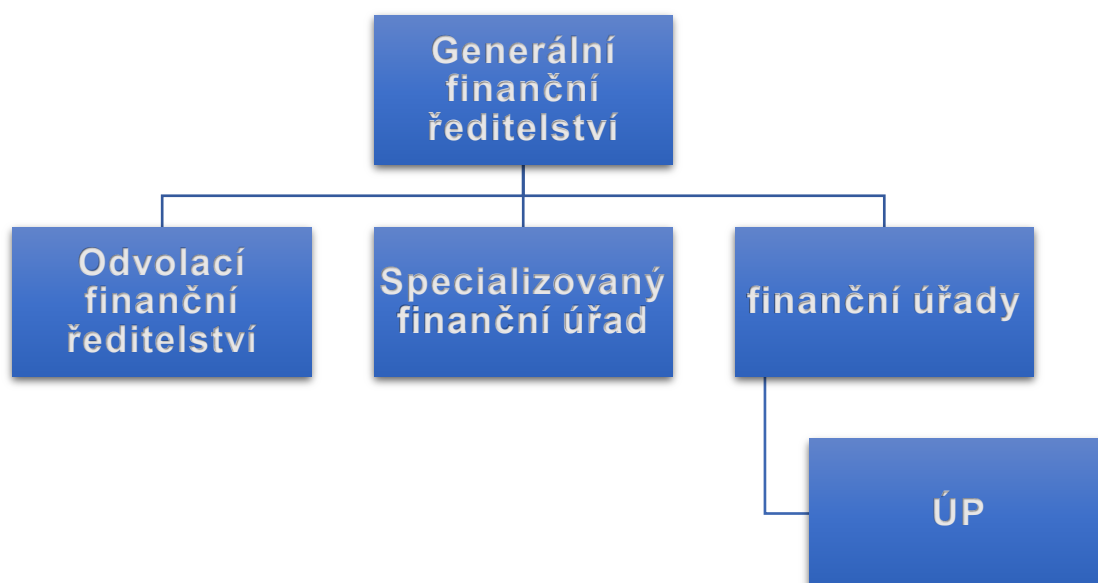 Generální
finanční
ředitelství
Odvolací
finanční
ředitelství
Specializovaný
finanční úřad
finanční úřady
ÚP